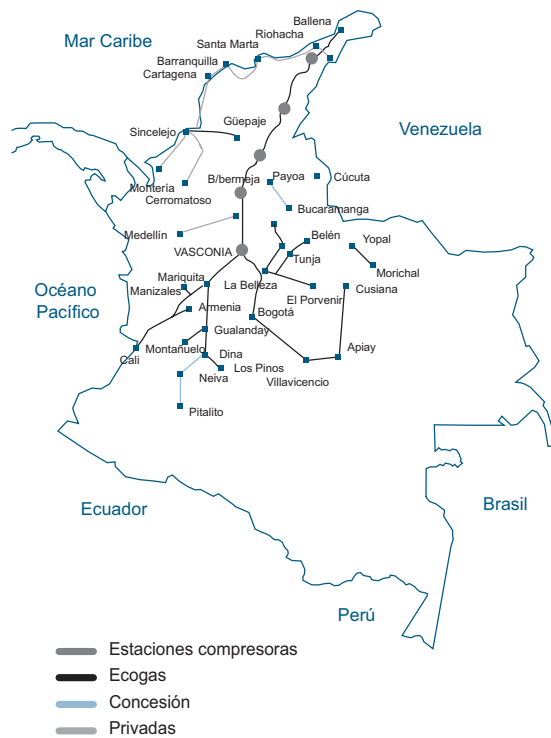 Ballena
Riohacha
Santa Marta
Mar Caribe
Barranquilla
Cartagena
Güepaje
Sincelejo
Venezuela
B/bermeja
Payoa
Cúcuta
Montería
Cerromatoso
Bucaramanga
Medellín
Belén
Yopal
VASCONIA
Tunja
Mariquita
La Belleza
Morichal
Océano
Pacífico
Manizales
Cusiana
El Porvenir
Armenia
Bogotá
Gualanday
Montañuelo
Dina
Apiay
Cali
Los Pinos
Neiva
Villavicencio
Pitalito
Ecuador
Brasil
Perú
Estaciones compresoras
Ecogas
Concesión
Privadas